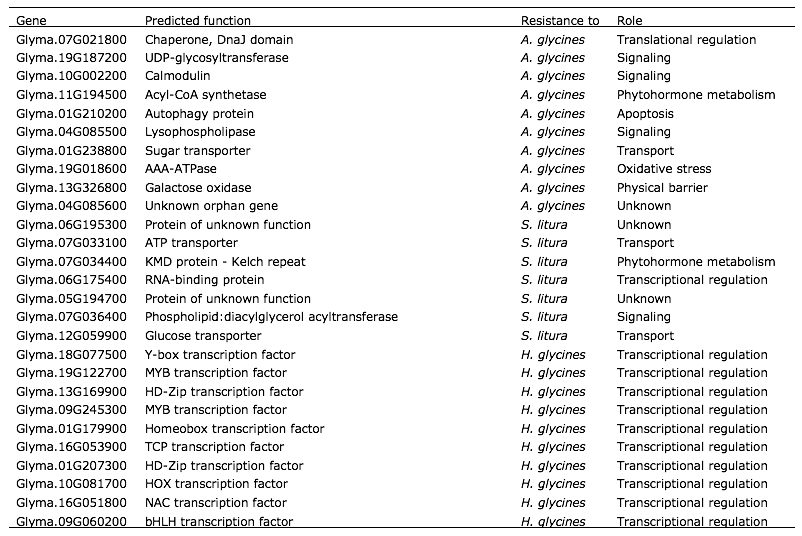 Gene Predicted function Resistance to Role
Glyma.07G021800 Chaperone, DnaJ domain A. glycines Translational regulation
Glyma.19G187200 UDP-glycosyltransferase A. glycines Signaling
Glyma.10G002200 Calmodulin A. glycines Signaling
Glyma.11G194500 Acyl-CoA synthetase A. glycines Phytohormone metabolism
Glyma.01G210200 Autophagy protein A. glycines Apoptosis
Glyma.04G085500 Lysophospholipase A. glycines Signaling
Glyma.01G238800 Sugar transporter A. glycines Transport
Glyma.19G018600 AAA-ATPase A. glycines Oxidative stress
Glyma.13G326800 Galactose oxidase A. glycines Physical barrier
Glyma.04G085600 Unknown orphan gene A. glycines Unknown
Glyma.06G195300 Protein of unknown function S. litura Unknown
Glyma.07G033100 ATP transporter S. litura Transport
Glyma.07G034400 KMD protein - Kelch repeat S. litura Phytohormone metabolism
Glyma.06G175400 RNA-binding protein S. litura Transcriptional regulation
Glyma.05G194700 Protein of unknown function S. litura Unknown
Glyma.07G036400 Phospholipid:diacylglycerol acyltransferase S. litura Signaling
Glyma.12G059900 Glucose transporter S. litura Transport
Glyma.18G077500 Y-box transcription factor H. glycines Transcriptional regulation
Glyma.19G122700 MYB transcription factor H. glycines Transcriptional regulation
Glyma.13G169900 HD-Zip transcription factor H. glycines Transcriptional regulation
Glyma.09G245300 MYB transcription factor H. glycines Transcriptional regulation
Glyma.01G179900 Homeobox transcription factor H. glycines Transcriptional regulation
Glyma.16G053900 TCP transcription factor H. glycines Transcriptional regulation
Glyma.01G207300 HD-Zip transcription factor H. glycines Transcriptional regulation
Glyma.10G081700 HOX transcription factor H. glycines Transcriptional regulation
Glyma.16G051800 NAC transcription factor H. glycines Transcriptional regulation
Glyma.09G060200 bHLH transcription factor H. glycines Transcriptional regulation